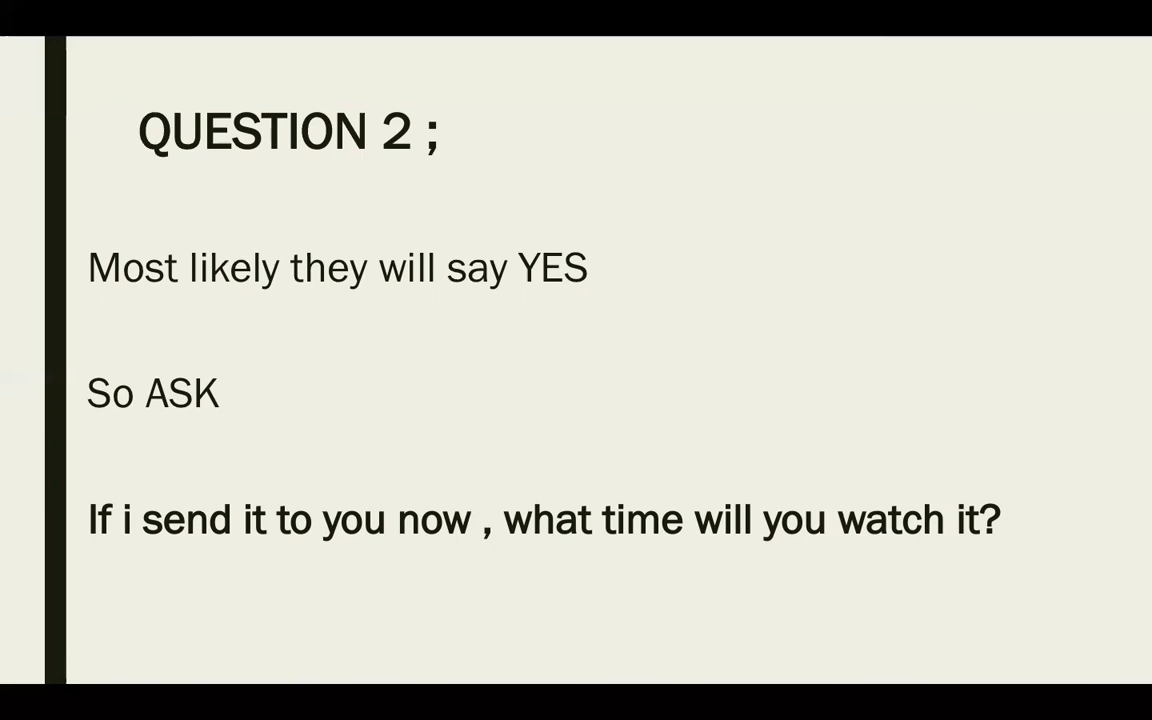 QUESTION 2 ;
Most likely they will say YES
So ASK
If i send it to you now , what time will you watch it?